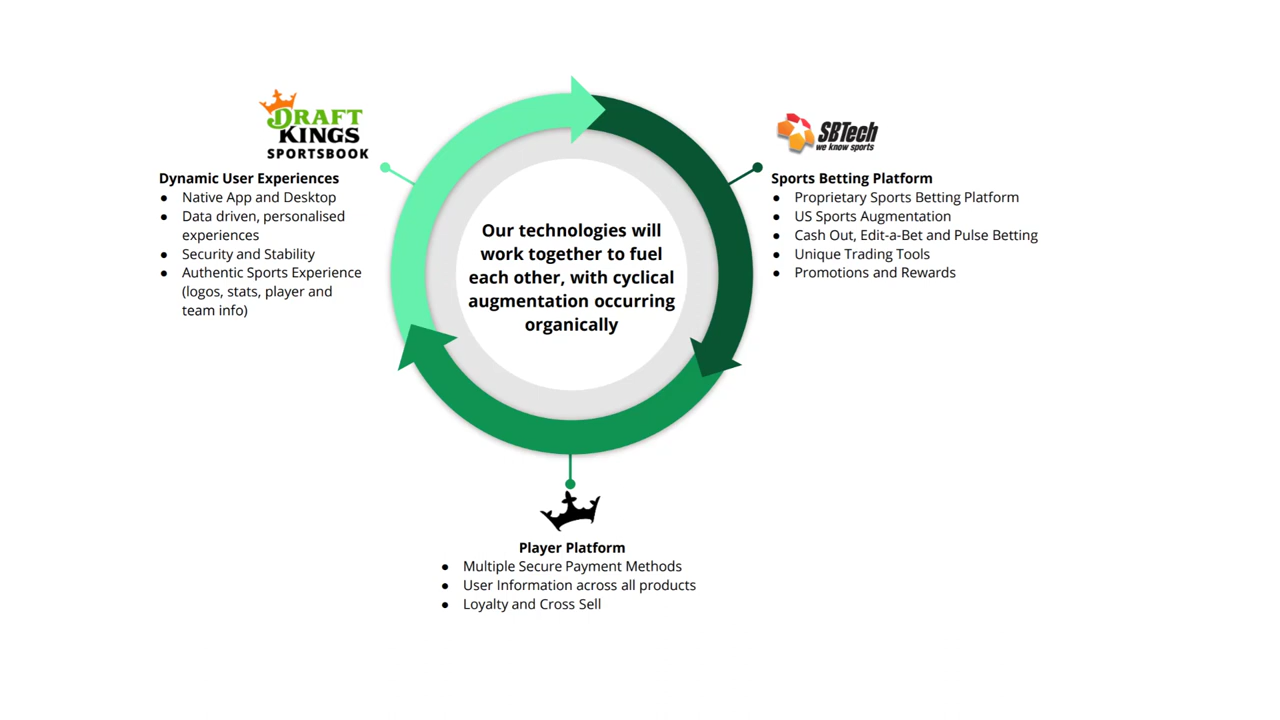 DRAFT
KINGS
SPORTSBOOK
Dynamic User Experiences
● Native App and Desktop
● Data driven, personalised
experiences
● Security and Stability
● Authentic Sports Experience
(logos, stats, player and
team info)
Our technologies will
work together to fuel
each other, with cyclical
augmentation occurring
organically
SBTech
we know sports
Sports Betting Platform
● Proprietary Sports Betting Platform
● US Sports Augmentation
● Cash Out, Edit-a-Bet and Pulse Betting
● Unique Trading Tools
● Promotions and Rewards
Player Platform
● Multiple Secure Payment Methods
● User Information across all products
● Loyalty and Cross Sell